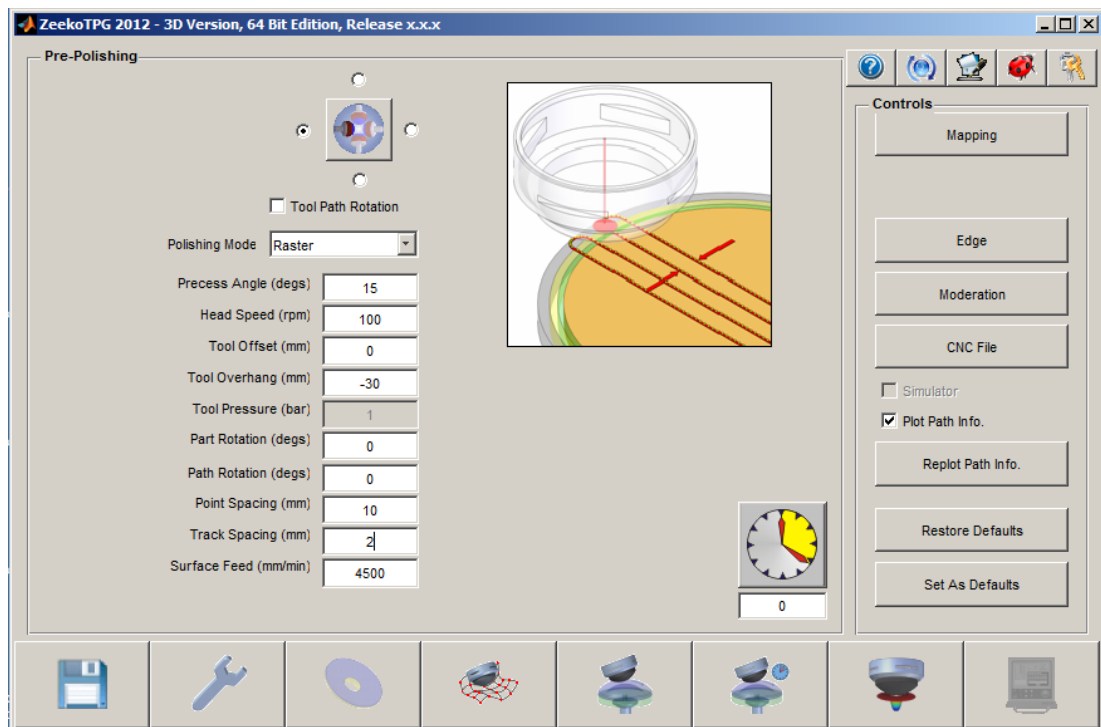 ZeekoTPG 2012 - 3D Version, 64 Bit Edition, Release x.x.x
Pre-Polishing
Tool Path Rotation
Polishing Mode Raster
Precess Angle (degs) 15
Head Speed (rpm) 100
Tool Offset (mm) 0
Tool Overhang (mm) -30
Tool Pressure (bar) 1
Part Rotation (degs) 0
Path Rotation (degs) 0
Point Spacing (mm) 10
Track Spacing (mm) 2
Surface Feed (mm/min) 4500
0
Controls
Mapping
Edge
Moderation
CNC File
Simulator
Plot Path Info.
Replot Path Info.
Restore Defaults
Set As Defaults